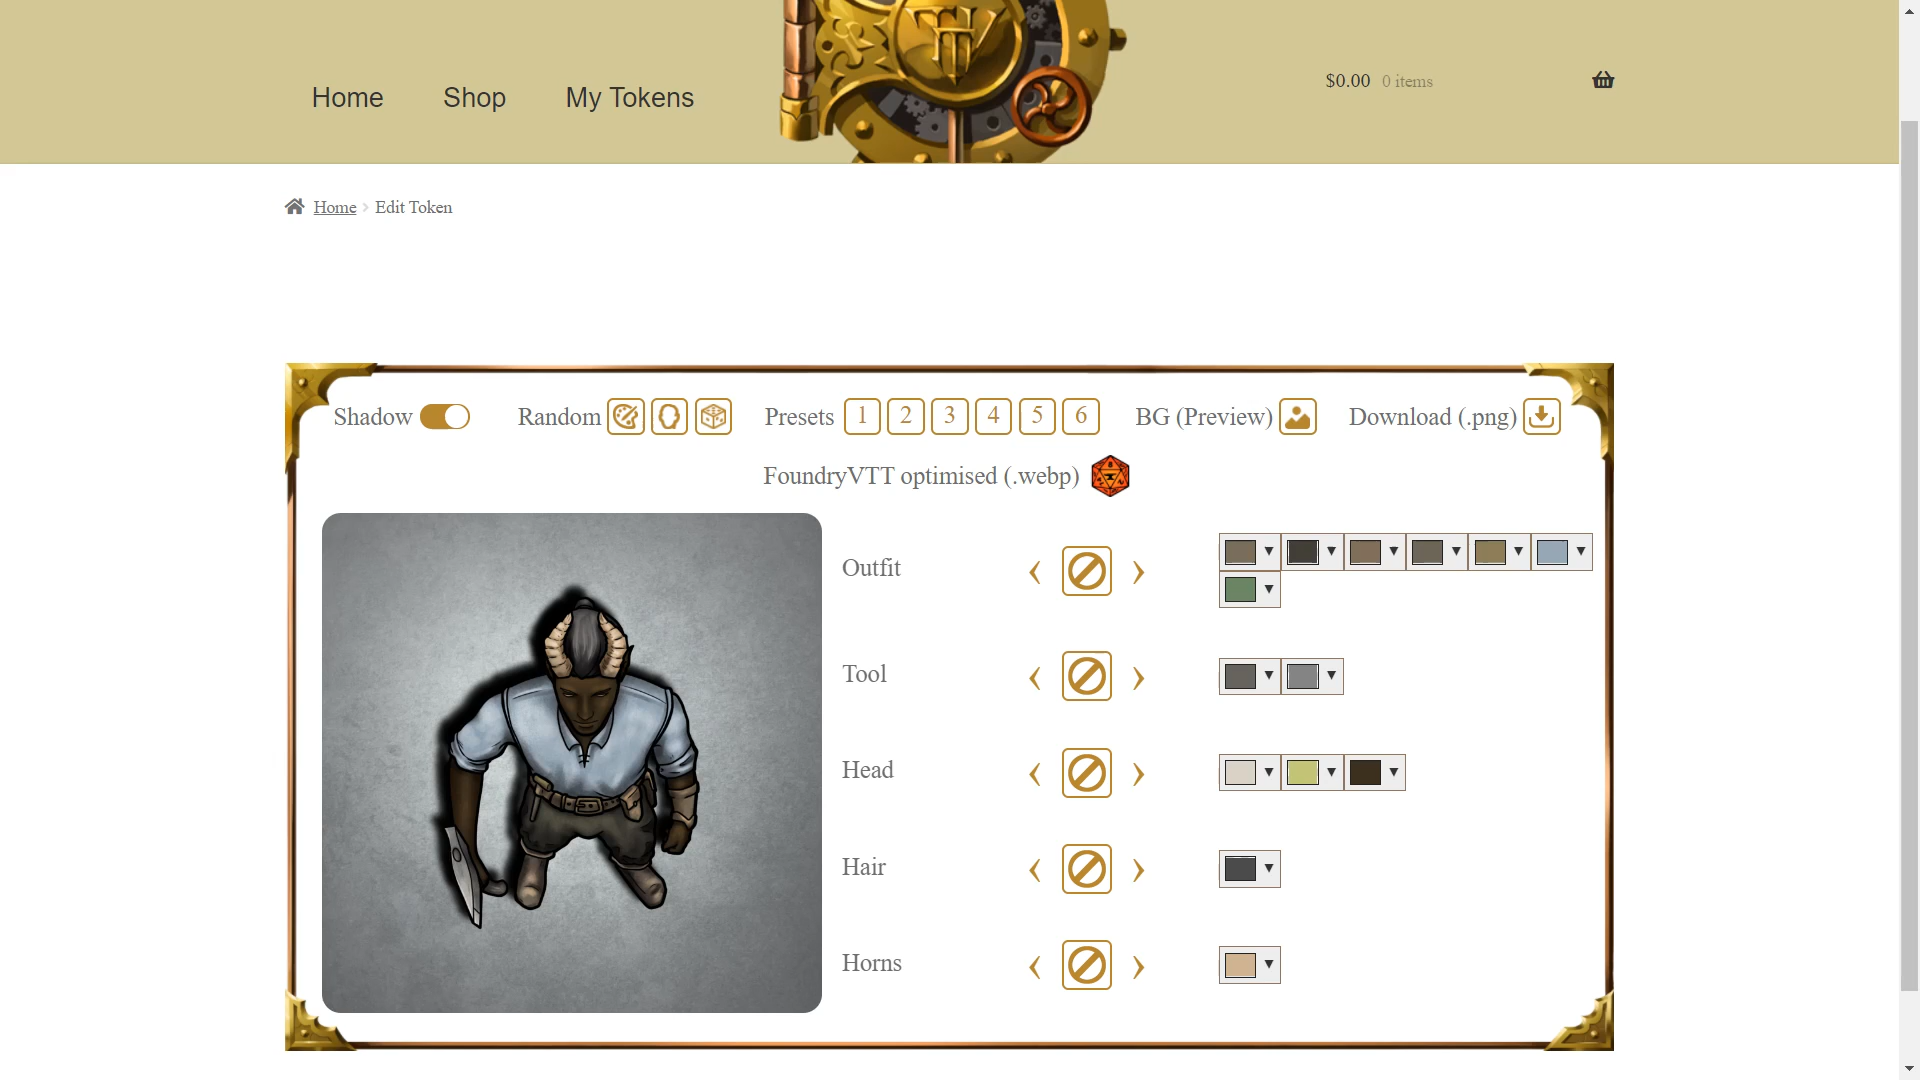 TTV
Home Shop My Tokens
$0.00 0 items
Home › Edit Token
Shadow Random Presets 1 2 3 4 5 6 BG (Preview) Download (.png)
FoundryVTT optimised (.webp)
Outfit
Tool
Head
Hair
Horns